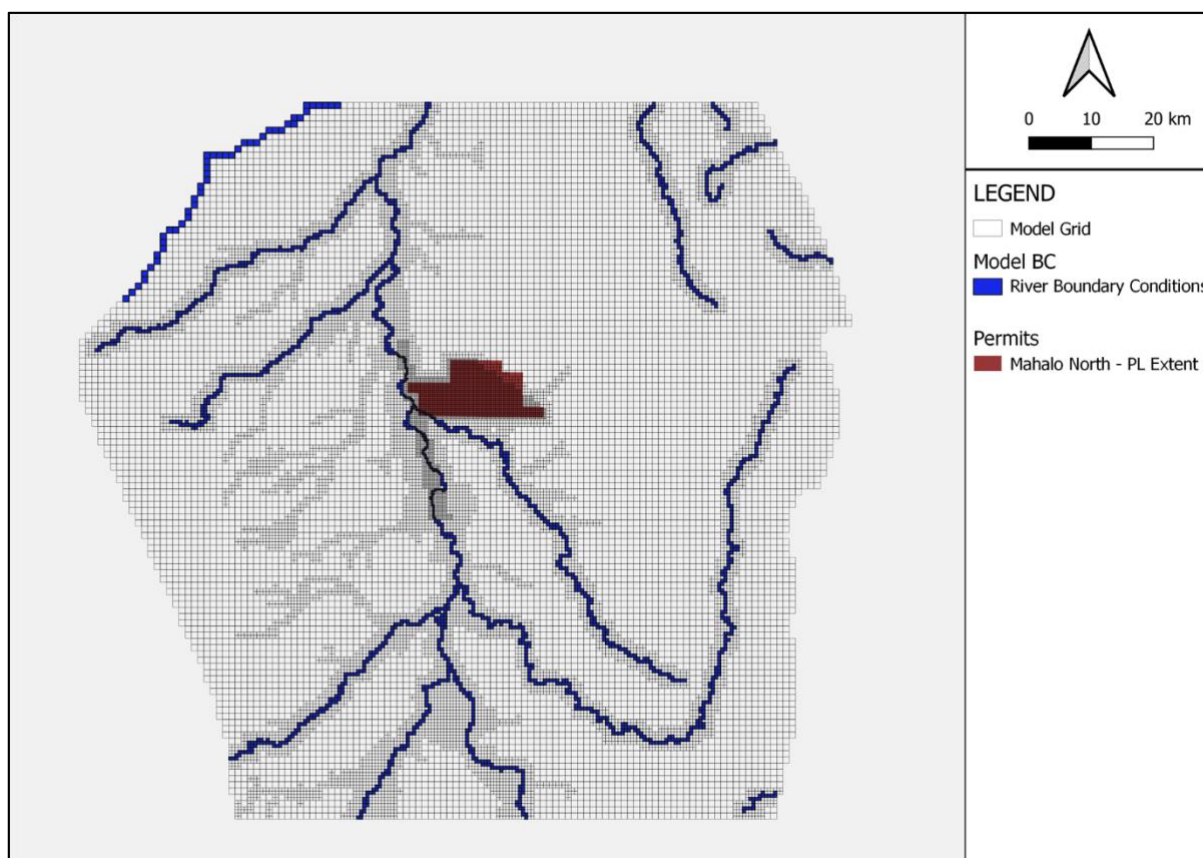 0 10 20 km
LEGEND
Model Grid
Model BC
River Boundary Conditions
Permits
Mahalo North - PL Extent